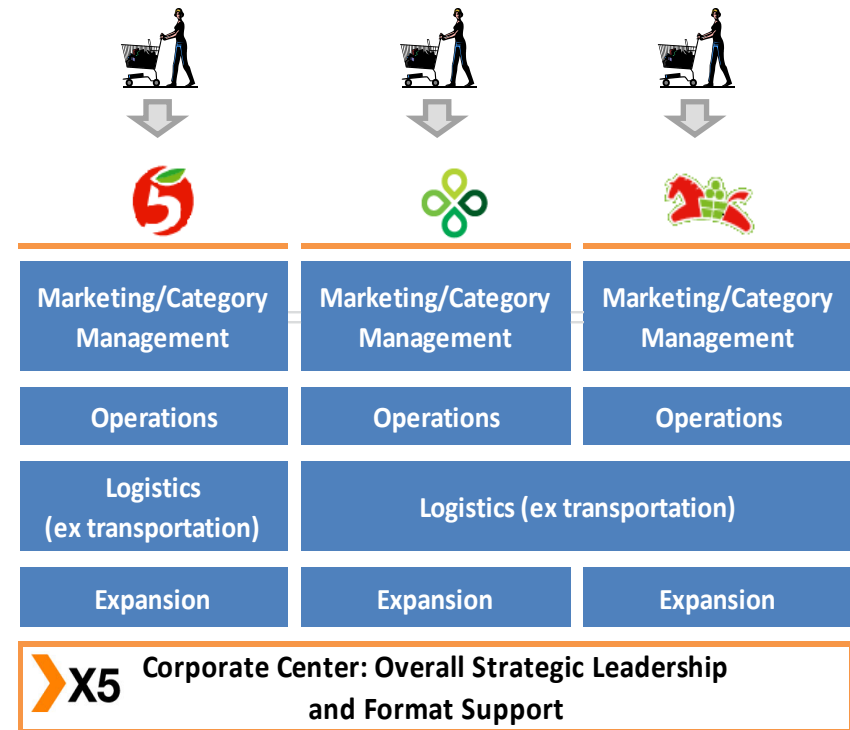 5
Marketing/Category
Management
Marketing/Category
Management
Marketing/Category
Management
Operations
Operations
Operations
Logistics
(ex transportation)
Logistics (ex transportation)
Expansion
Expansion
Expansion
X5
Corporate Center: Overall Strategic Leadership
and Format Support